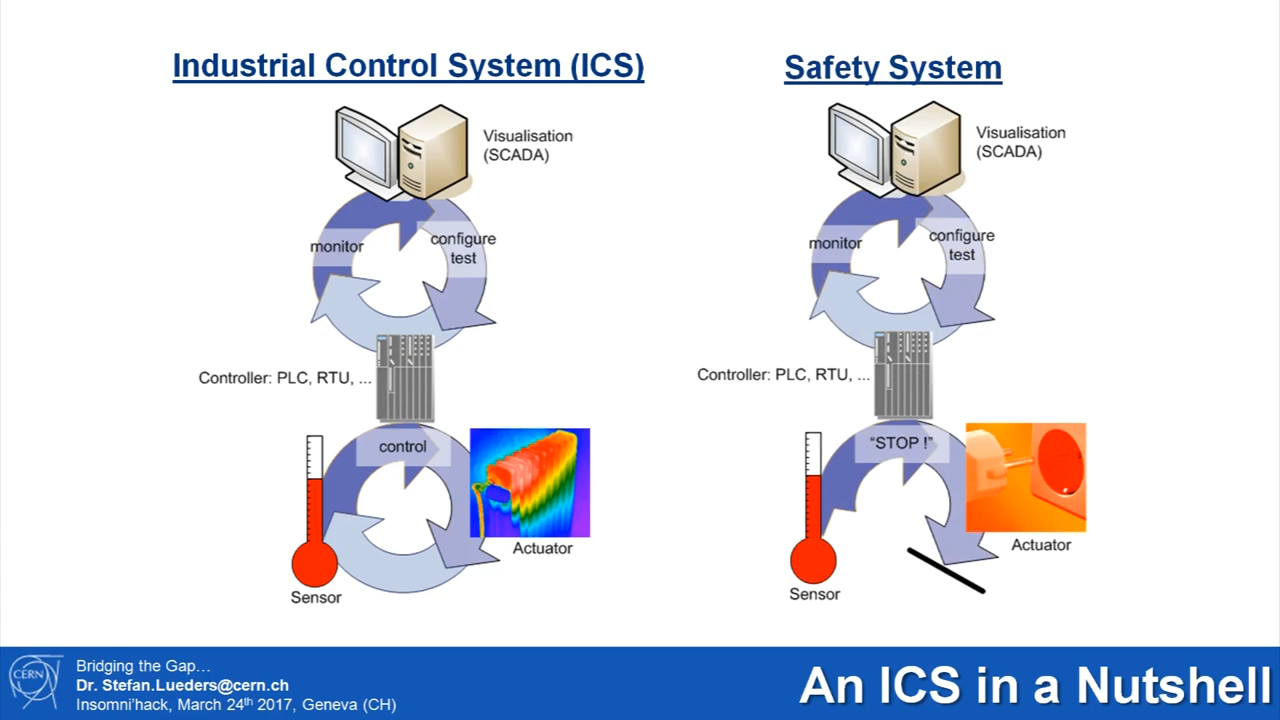 Industrial Control System (ICS)
Visualisation
(SCADA)
monitor
configure
test
Controller: PLC, RTU, ...
control
Actuator
Sensor
Safety System
Visualisation
(SCADA)
monitor
configure
test
Controller: PLC, RTU, ...
“STOP !”
Actuator
Sensor
CERN
Bridging the Gap…
Dr. Stefan.Lueders@cern.ch
Insomni’hack, March 24th 2017, Geneva (CH)
An ICS in a Nutshell